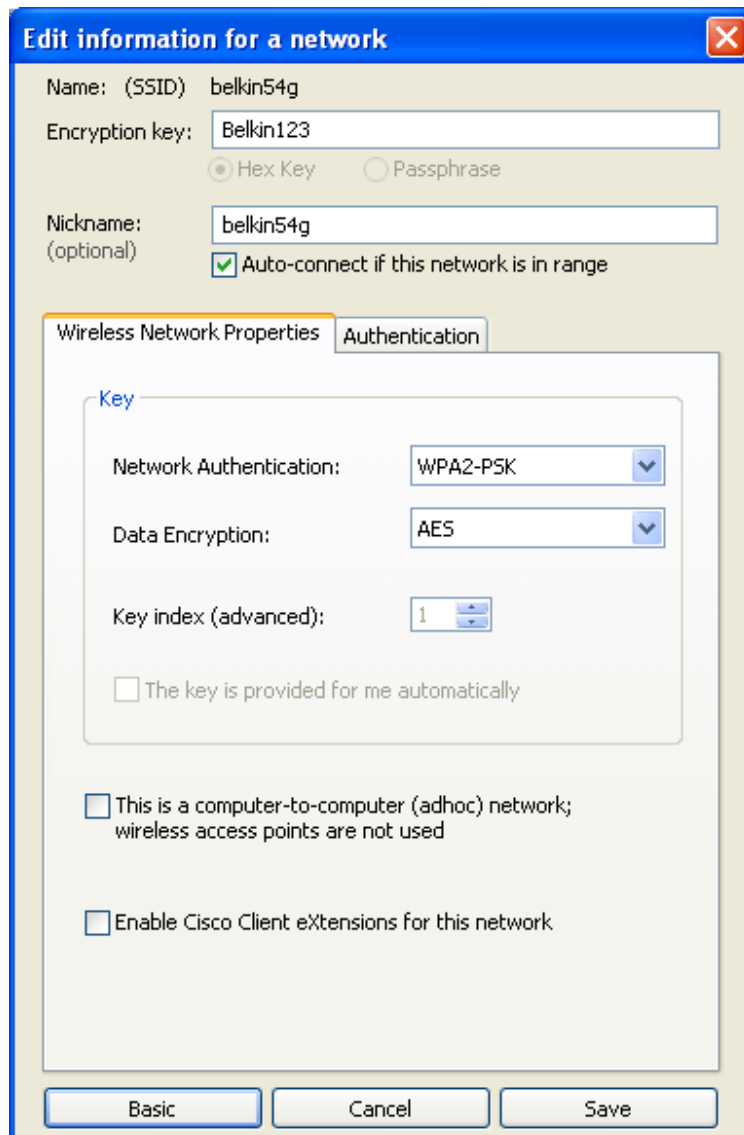 Edit information for a network
Name: (SSID) belkin54g
Encryption key: Belkin123
Hex Key Passphrase
Nickname: belkin54g
(optional)
Auto-connect if this network is in range
Wireless Network Properties Authentication
Key
Network Authentication: WPA2-PSK
Data Encryption: AES
Key index (advanced): 1
The key is provided for me automatically
This is a computer-to-computer (adhoc) network;
wireless access points are not used
Enable Cisco Client eXtensions for this network
Basic Cancel Save